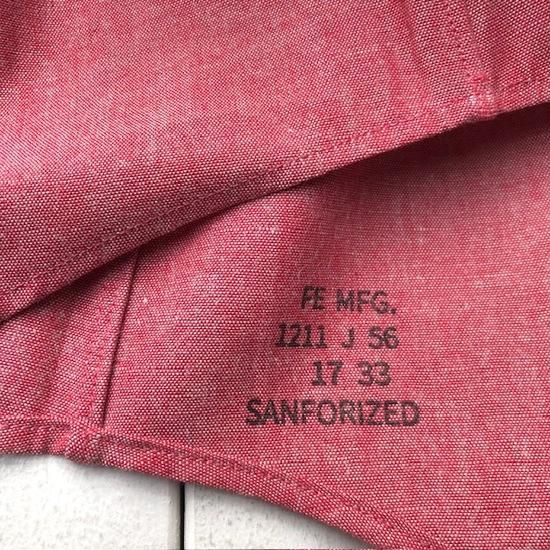 FE MFG.
1211 J 56
17 33
SANFORIZED